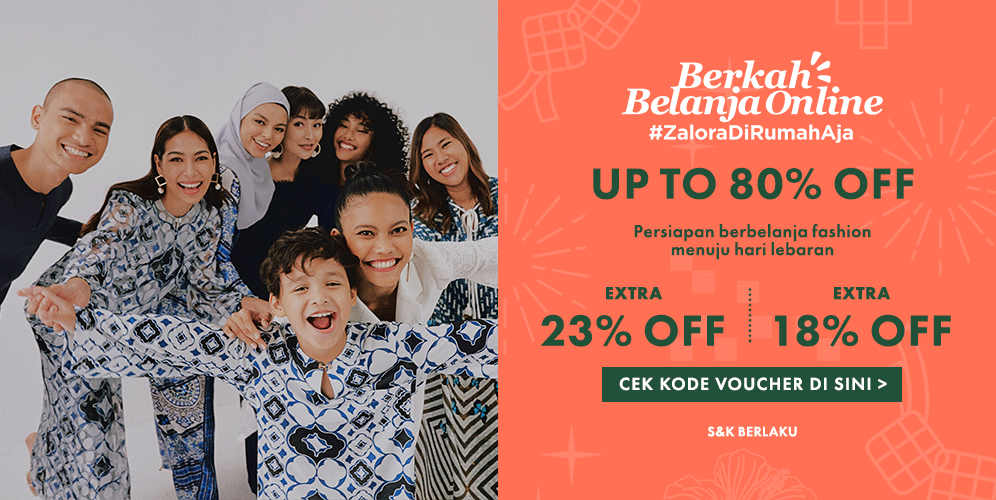 Berkah
Belanja Online
#ZaloraDiRumahAja
UP TO 80% OFF
Persiapan berbelanja fashion
menuju hari lebaran
EXTRA
23% OFF
EXTRA
18% OFF
CEK KODE VOUCHER DI SINI >
S&K BERLAKU